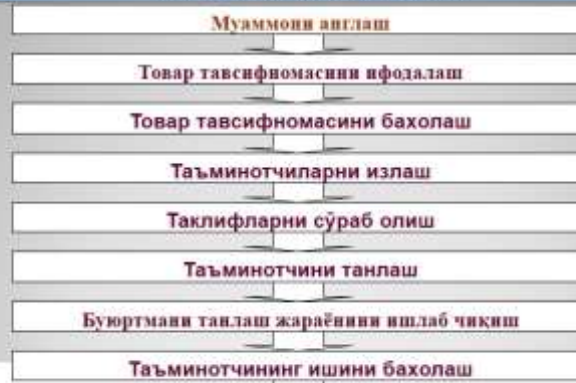 Муаммони англаш
Товар тавсифномасини ифодалаш
Товар тавсифномасини бахолаш
Таъминотчиларни излаш
Таклифларни сўраб олиш
Таъминотчини танлаш
Буюртмани танлаш жараёнини ишлаб чиқиш
Таъминотчининг ишини бахолаш